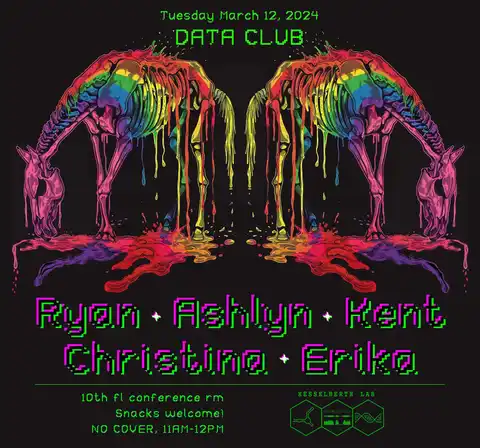 Tuesday March 12, 2024
DATA CLUB
Ryan • Ashlyn • Kent
Christina • Erika
10th fl conference rm
Snacks welcome!
NO COVER, 11AM-12PM